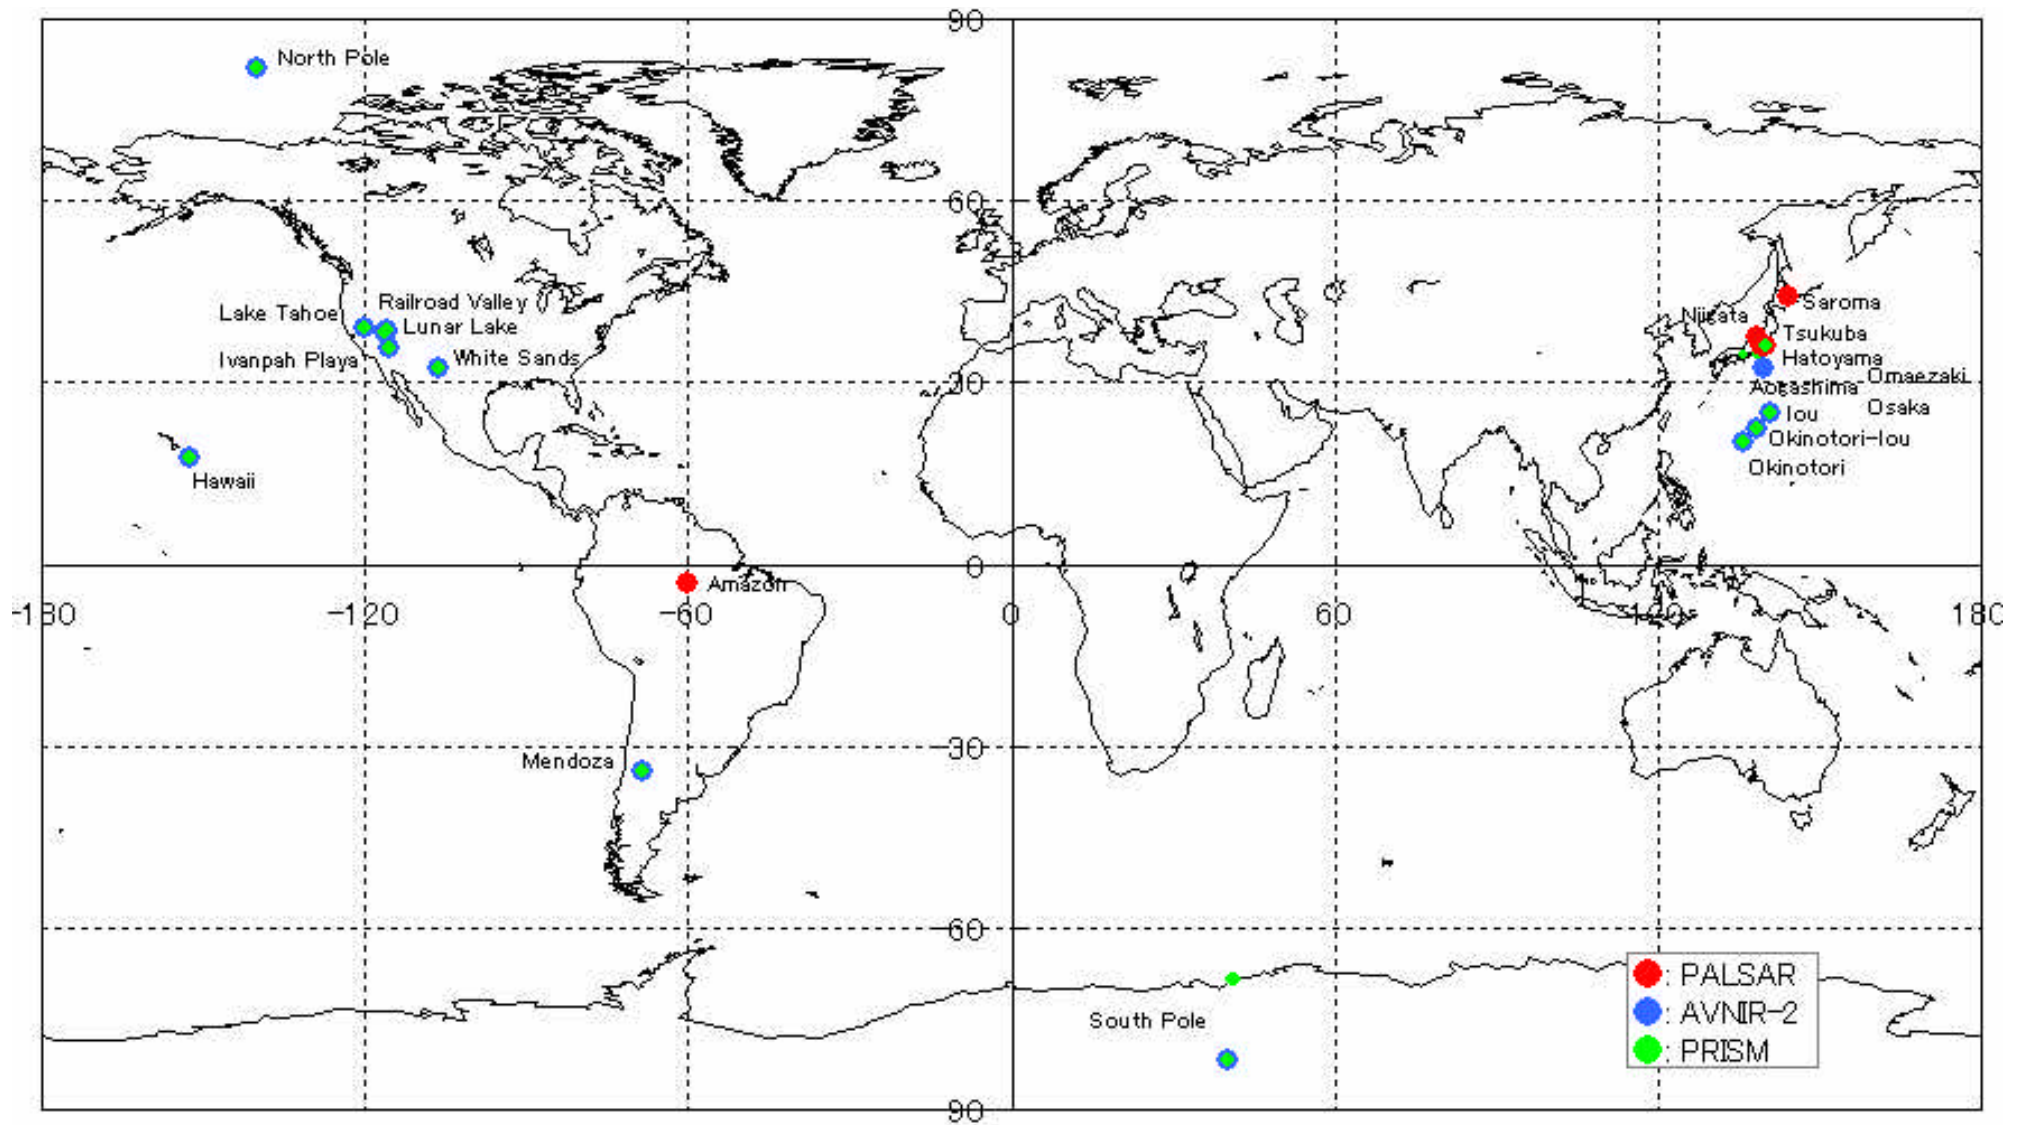 90
North Pole
60
Lake Tahoe
Railroad Valley
Lunar Lake
Ivanpah Playa
White Sands
Saroma
Niigata
Tsukuba
Hatoyama
Omaezaki
30
Aogashima
Osaka
Iou
Okinotori-Iou
Okinotori
Hawaii
0
Amazon
-180
-120
-60
0
60
120
180
-30
Mendoza
-60
South Pole
: PALSAR
: AVNIR-2
: PRISM
90